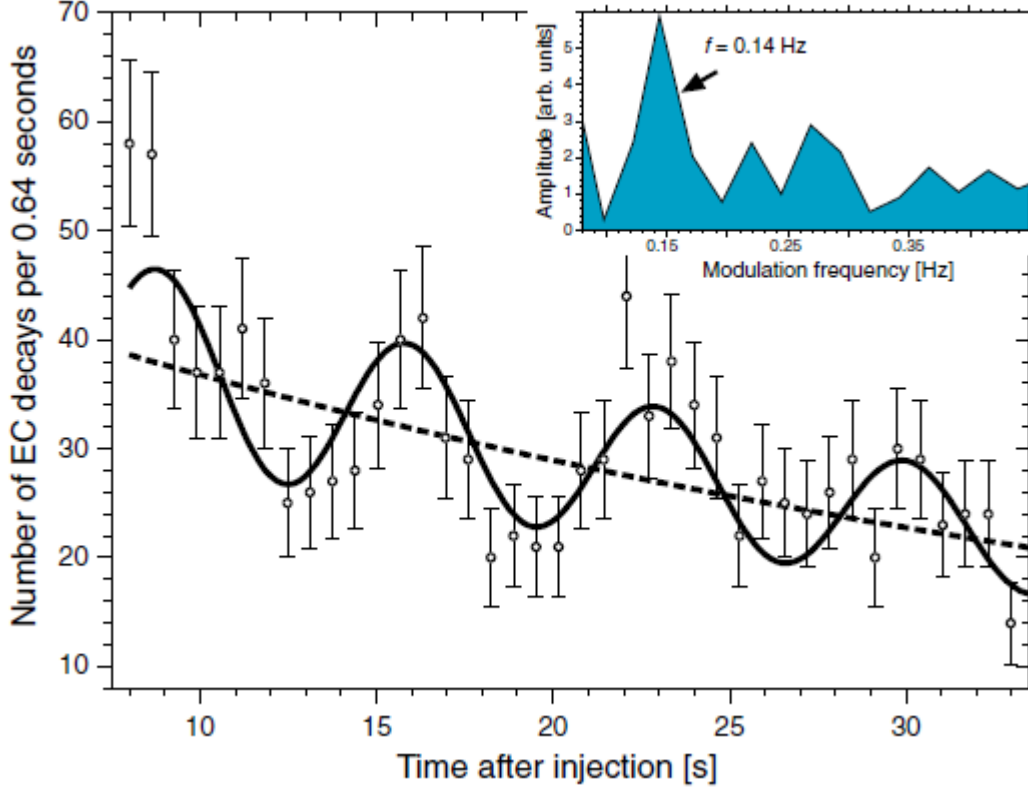 70
60
50
40
30
20
10
Number of EC decays per 0.64 seconds
10 15 20 25 30
Time after injection [s]
5
4
3
2
1
0
Amplitude [arb. units]
f = 0.14 Hz
0.15 0.25 0.35
Modulation frequency [Hz]